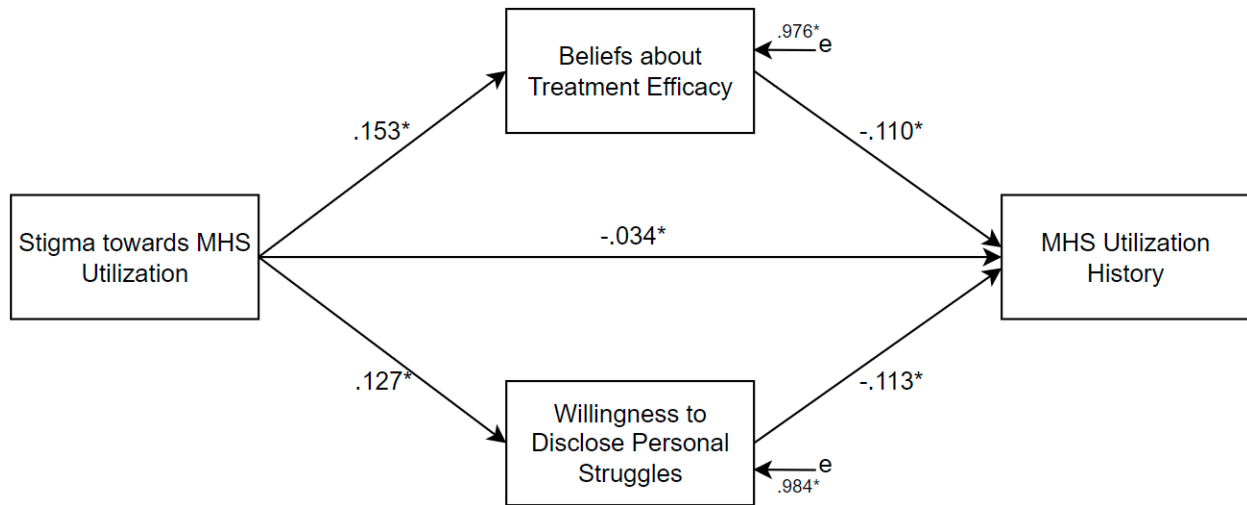 Beliefs about
Treatment Efficacy
.976*
e
.153*
-.110*
Stigma towards MHS
Utilization
-.034*
MHS Utilization
History
.127*
-.113*
Willingness to
Disclose Personal
Struggles
e
.984*